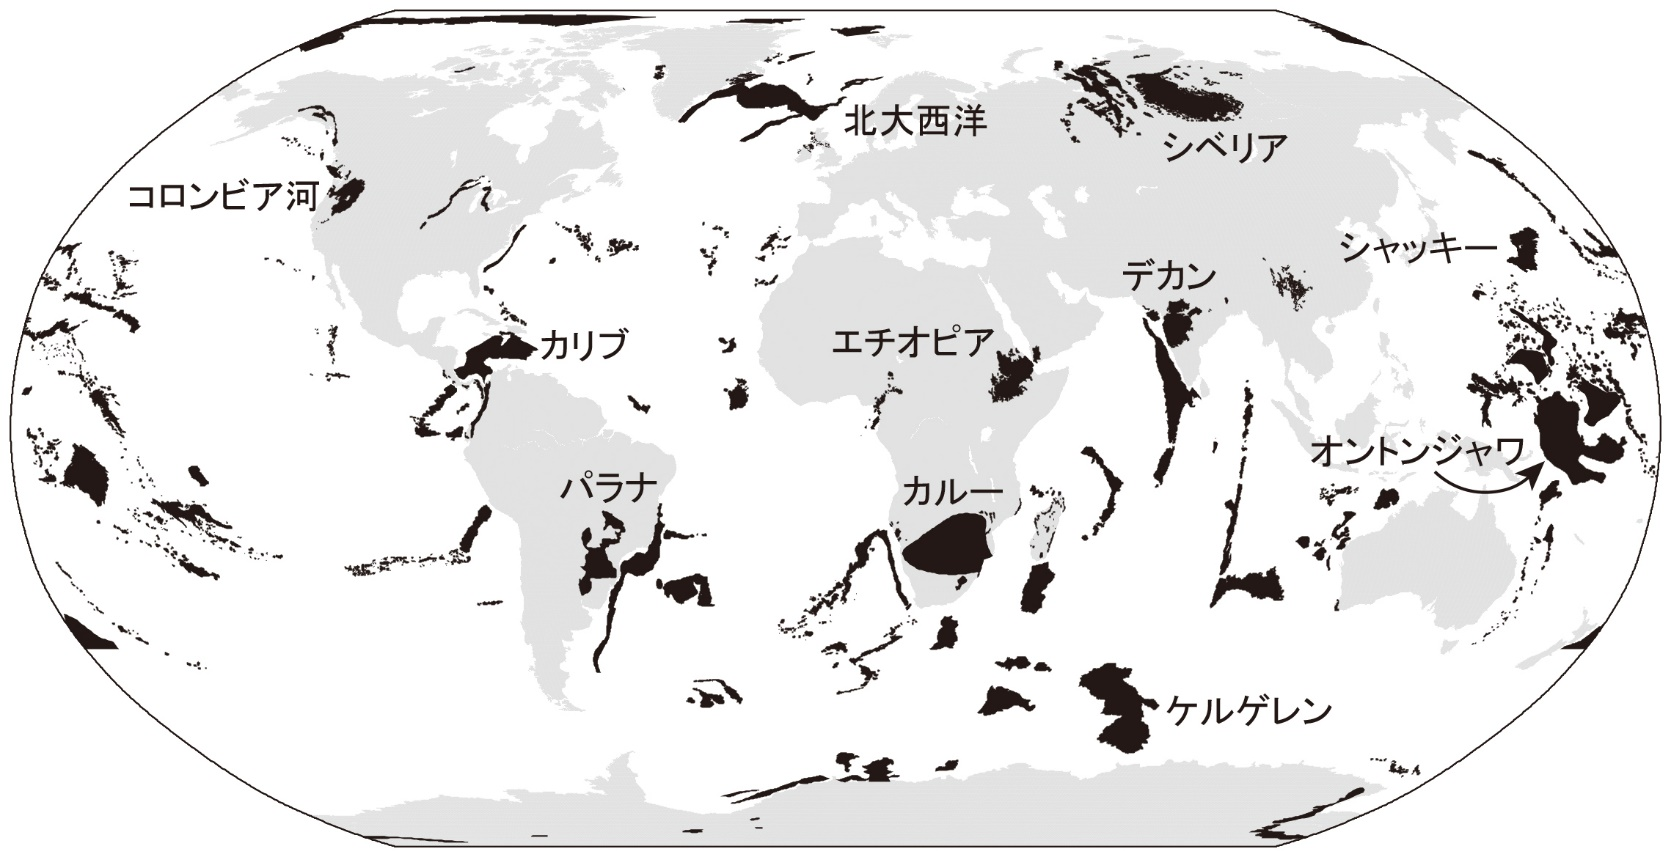 北大西洋
シベリア
コロンビア河
シャッキー
デカン
カリブ
エチオピア
オントンジャワ
パラナ
カルー
ケルゲレン